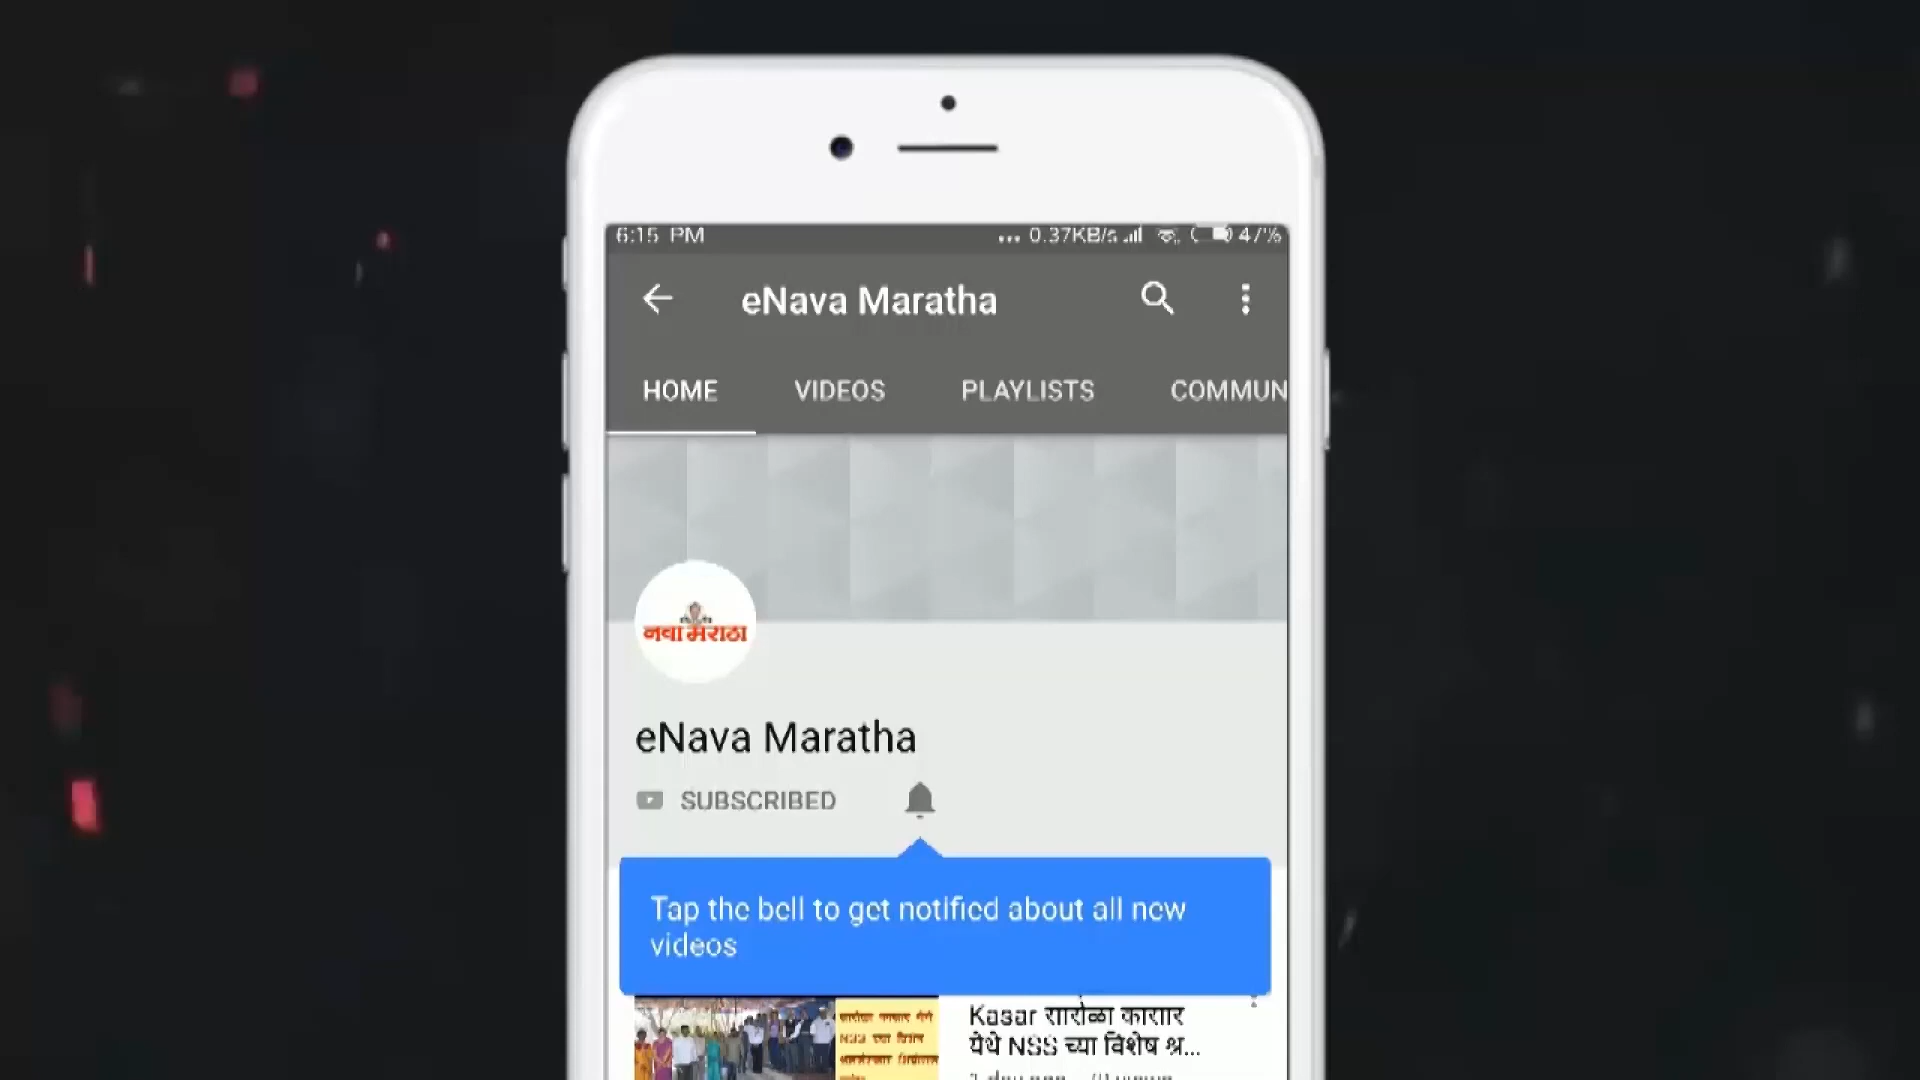 6:15 PM
... 0.37KB/s 47%
eNava Maratha
HOME VIDEOS PLAYLISTS COMMUN
नवा मराठा
eNava Maratha
SUBSCRIBED
Tap the bell to get notified about all new
videos
Kasar सारोळा कासार
येथे NSS च्या विशेष श्र...
NSS च्या विशेष